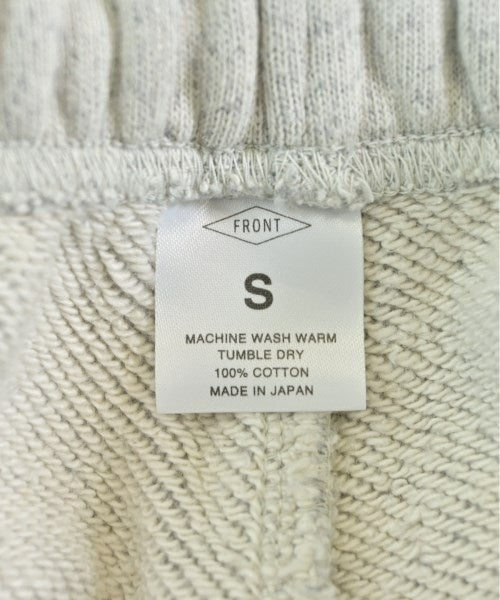 FRONT
S
MACHINE WASH WARM
TUMBLE DRY
100% COTTON
MADE IN JAPAN